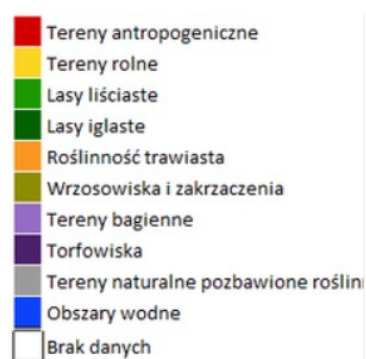 Tereny antropogeniczne
Tereny rolne
Lasy liściaste
Lasy iglaste
Roślinność trawiasta
Wrzosowiska i zakrzaczenia
Tereny bagienne
Torfowiska
Tereny naturalne pozbawione roślin
Obszary wodne
Brak danych